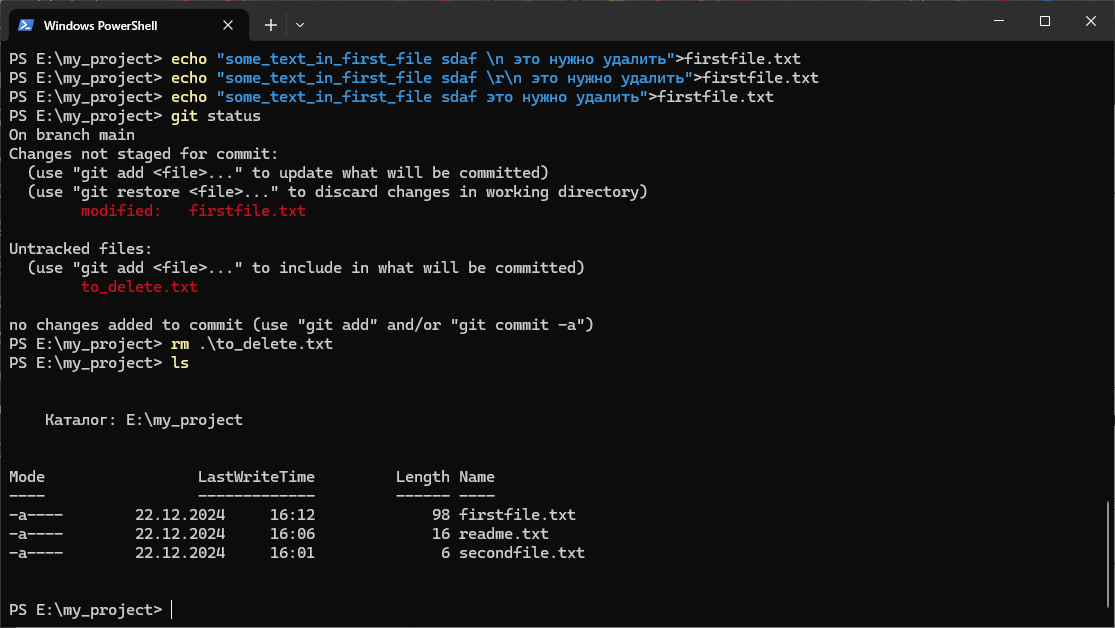 Windows PowerShell
PS E:\my_project> echo "some_text_in_first_file sdaf \n это нужно удалить">firstfile.txt
PS E:\my_project> echo "some_text_in_first_file sdaf \r\n это нужно удалить">firstfile.txt
PS E:\my_project> echo "some_text_in_first_file sdaf это нужно удалить">firstfile.txt
PS E:\my_project> git status
On branch main
Changes not staged for commit:
  (use "git add <file>..." to update what will be committed)
  (use "git restore <file>..." to discard changes in working directory)
        modified:   firstfile.txt

Untracked files:
  (use "git add <file>..." to include in what will be committed)
        to_delete.txt

no changes added to commit (use "git add" and/or "git commit -a")
PS E:\my_project> rm .\to_delete.txt
PS E:\my_project> ls

    Каталог: E:\my_project

Mode                 LastWriteTime         Length Name
----                 -------------         ------ ----
-a----        22.12.2024     16:12             98 firstfile.txt
-a----        22.12.2024     16:06             16 readme.txt
-a----        22.12.2024     16:01              6 secondfile.txt

PS E:\my_project>